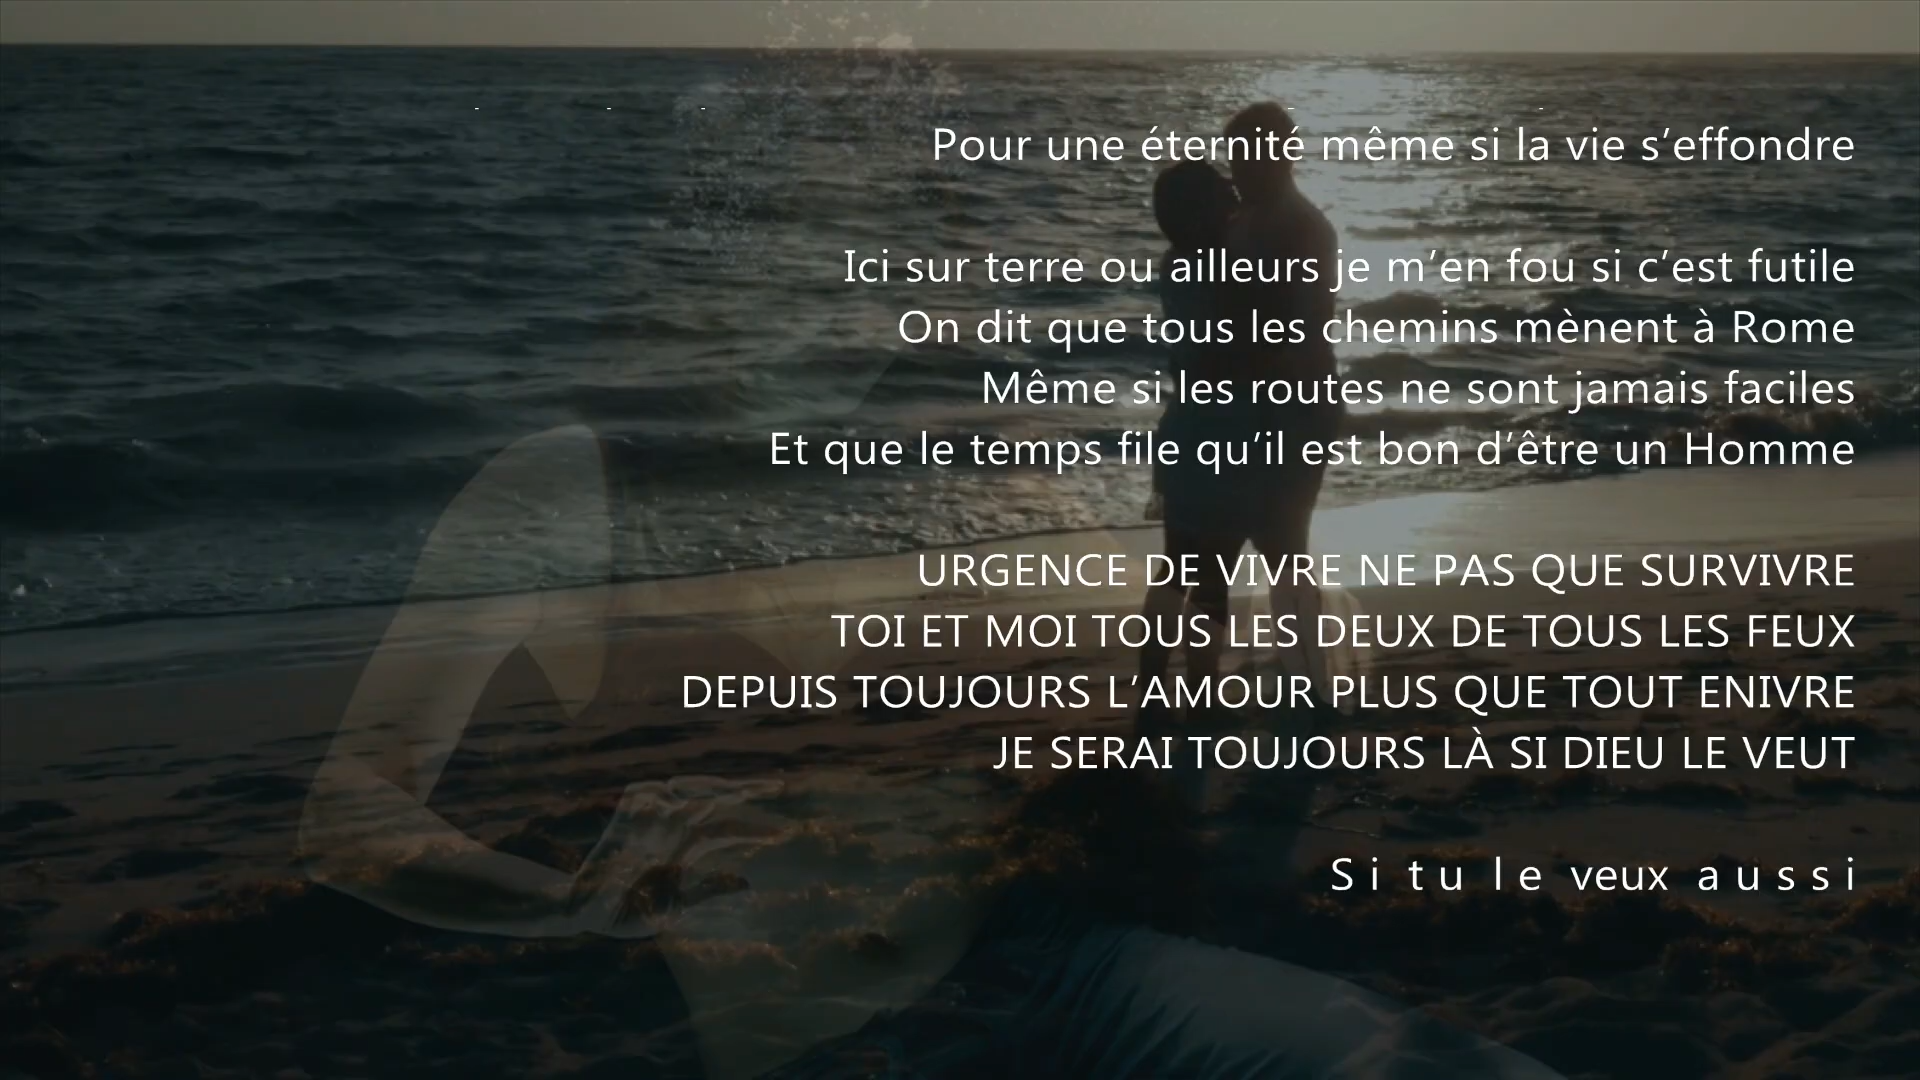 Pour une éternité même si la vie s’effondre
Ici sur terre ou ailleurs je m’en fou si c’est futile
On dit que tous les chemins mènent à Rome
Même si les routes ne sont jamais faciles
Et que le temps file qu’il est bon d’être un Homme
URGENCE DE VIVRE NE PAS QUE SURVIVRE
TOI ET MOI TOUS LES DEUX DE TOUS LES FEUX
DEPUIS TOUJOURS L’AMOUR PLUS QUE TOUT ENIVRE
JE SERAI TOUJOURS LÀ SI DIEU LE VEUT
S i t u l e veux a u s s i